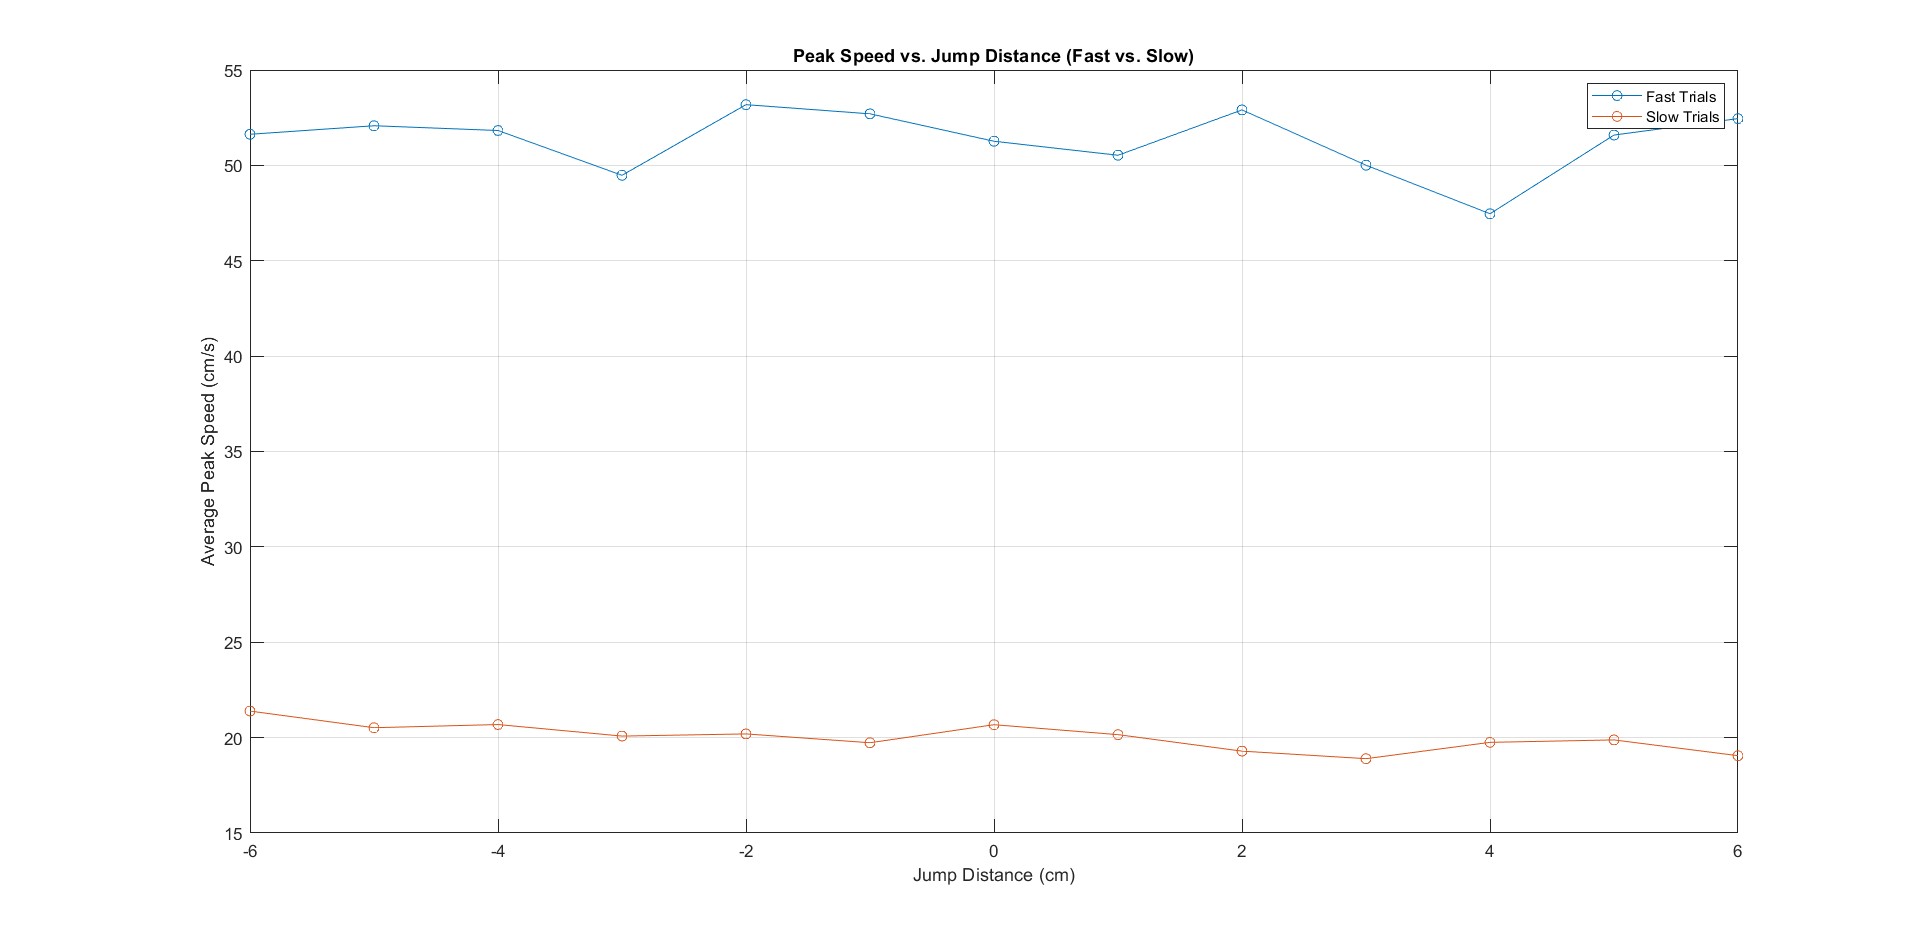 Peak Speed vs. Jump Distance (Fast vs. Slow)
Fast Trials
Slow Trials
Average Peak Speed (cm/s)
55
50
45
40
35
30
25
20
15
-6 -4 -2 0 2 4 6
Jump Distance (cm)